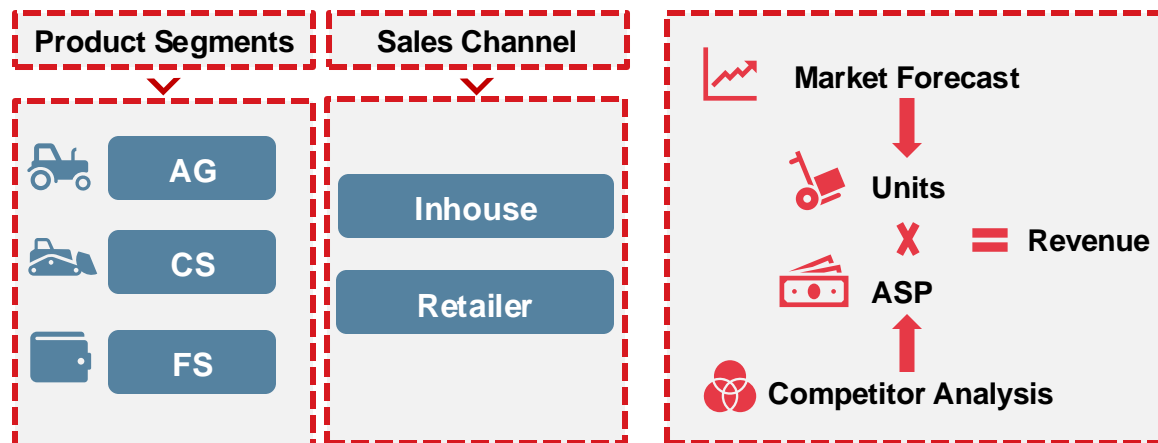 Product Segments
Sales Channel
AG
CS
FS
Inhouse
Retailer
Market Forecast
Units
Revenue
ASP
Competitor Analysis